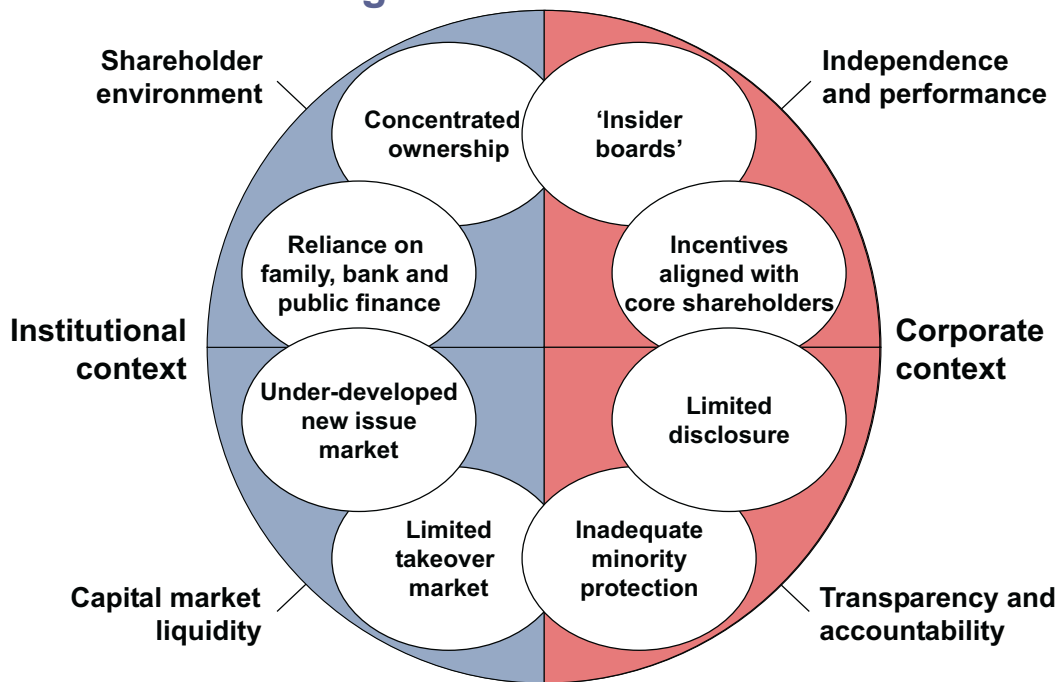 Shareholder
environment
Independence
and performance
Concentrated
ownership
‘Insider
boards’
Reliance on
family, bank and
public finance
Incentives
aligned with
core shareholders
Institutional
context
Corporate
context
Under-developed
new issue
market
Limited
disclosure
Limited
takeover
market
Inadequate
minority
protection
Capital market
liquidity
Transparency and
accountability